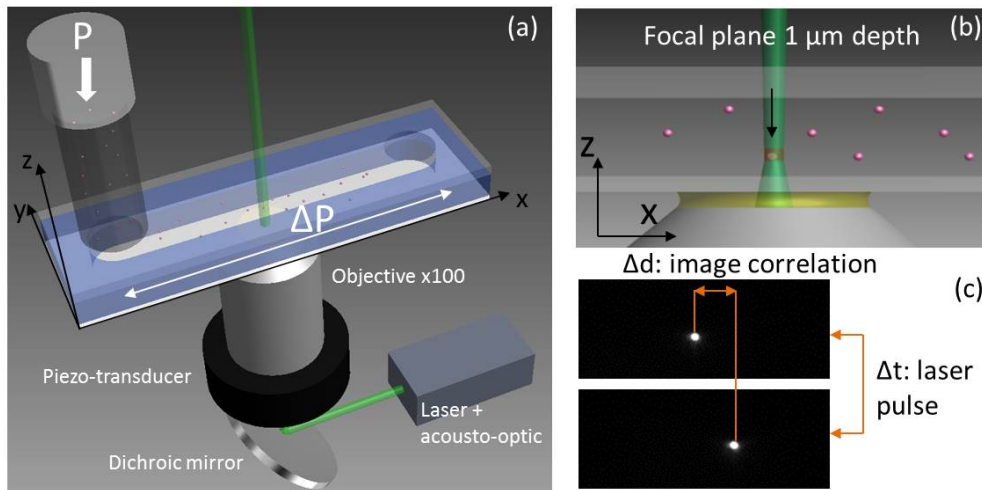 (a)
P
z
y
x
ΔP
Objective x100
Piezo-transducer
Laser +
acousto-optic
Dichroic mirror
(b)
Focal plane 1 μm depth
Z
X
Δd: image correlation
(c)
Δt: laser
pulse